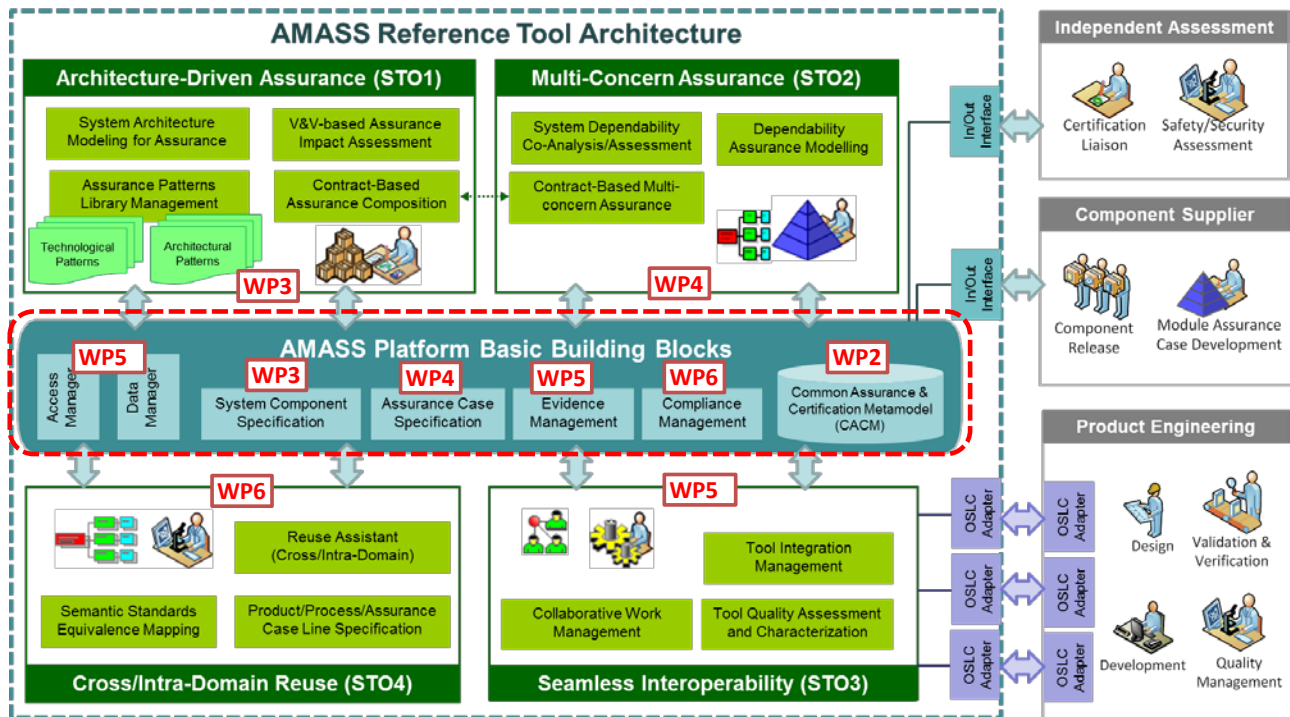 AMASS Reference Tool Architecture
Architecture-Driven Assurance (STO1)
System Architecture
Modeling for Assurance
V&V-based Assurance
Impact Assessment
Assurance Patterns
Library Management
Contract-Based
Assurance Composition
Technological
Patterns
Architectural
Patterns
WP3
Multi-Concern Assurance (STO2)
System Dependability
Co-Analysis/Assessment
Dependability
Assurance Modelling
Contract-Based Multi-
concern Assurance
WP4
In/Out
Interface
In/Out
Interface
Independent Assessment
Certification
Liaison
Safety/Security
Assessment
Component Supplier
Component
Release
Module Assurance
Case Development
AMASS Platform Basic Building Blocks
WP5
Access
Manager
Data
Manager
WP3
System Component
Specification
WP4
Assurance Case
Specification
WP5
Evidence
Management
WP6
Compliance
Management
WP2
Common Assurance &
Certification Metamodel
(CACM)
WP6
Reuse Assistant
(Cross/Intra-Domain)
Semantic Standards
Equivalence Mapping
Product/Process/Assurance
Case Line Specification
Cross/Intra-Domain Reuse (STO4)
WP5
Tool Integration
Management
Collaborative Work
Management
Tool Quality Assessment
and Characterization
Seamless Interoperability (STO3)
OSLC
Adapter
OSLC
Adapter
OSLC
Adapter
OSLC
Adapter
OSLC
Adapter
OSLC
Adapter
Product Engineering
Design
Validation &
Verification
Development
Quality
Management